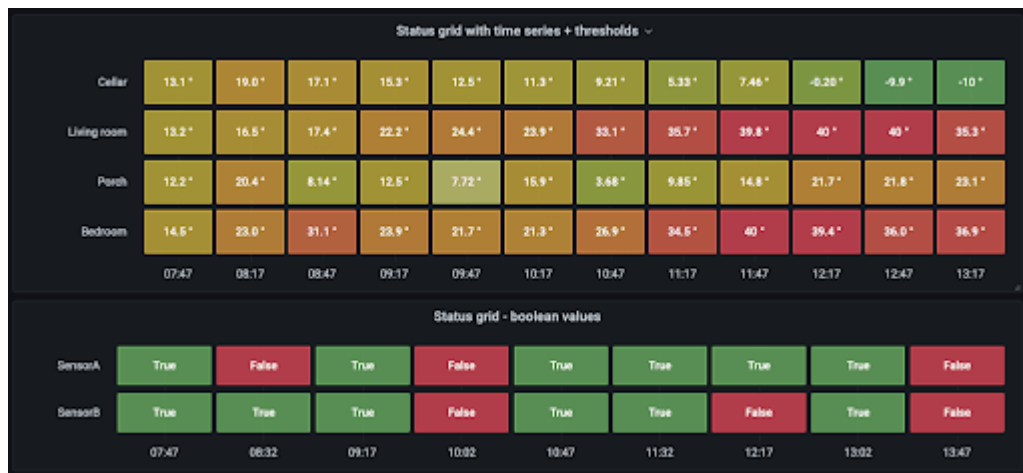 Status grid with time series + thresholds
Cellar 13.1° 19.0° 17.1° 15.3° 12.5° 11.3° 9.21° 5.33° 7.46° -0.20° -9.9° -10°
Living room 13.2° 16.5° 17.4° 22.2° 24.4° 23.9° 33.1° 35.7° 39.8° 40° 40° 35.3°
Porch 12.2° 20.4° 8.14° 12.5° 7.72° 15.9° 3.68° 9.85° 14.8° 21.7° 21.8° 23.1°
Bedroom 14.5° 23.0° 31.1° 23.9° 21.7° 21.3° 26.9° 34.5° 40° 39.4° 36.0° 36.9°
07:47 08:17 08:47 09:17 09:47 10:17 10:47 11:17 11:47 12:17 12:47 13:17
Status grid - boolean values
SensorA True False True False True True True True False
SensorB True True True False True True False True False
07:47 08:32 09:17 10:02 10:47 11:32 12:17 13:02 13:47